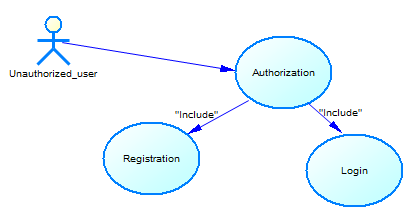 Unauthorized_user
Authorization
"Include"
"Include"
Registration
Login